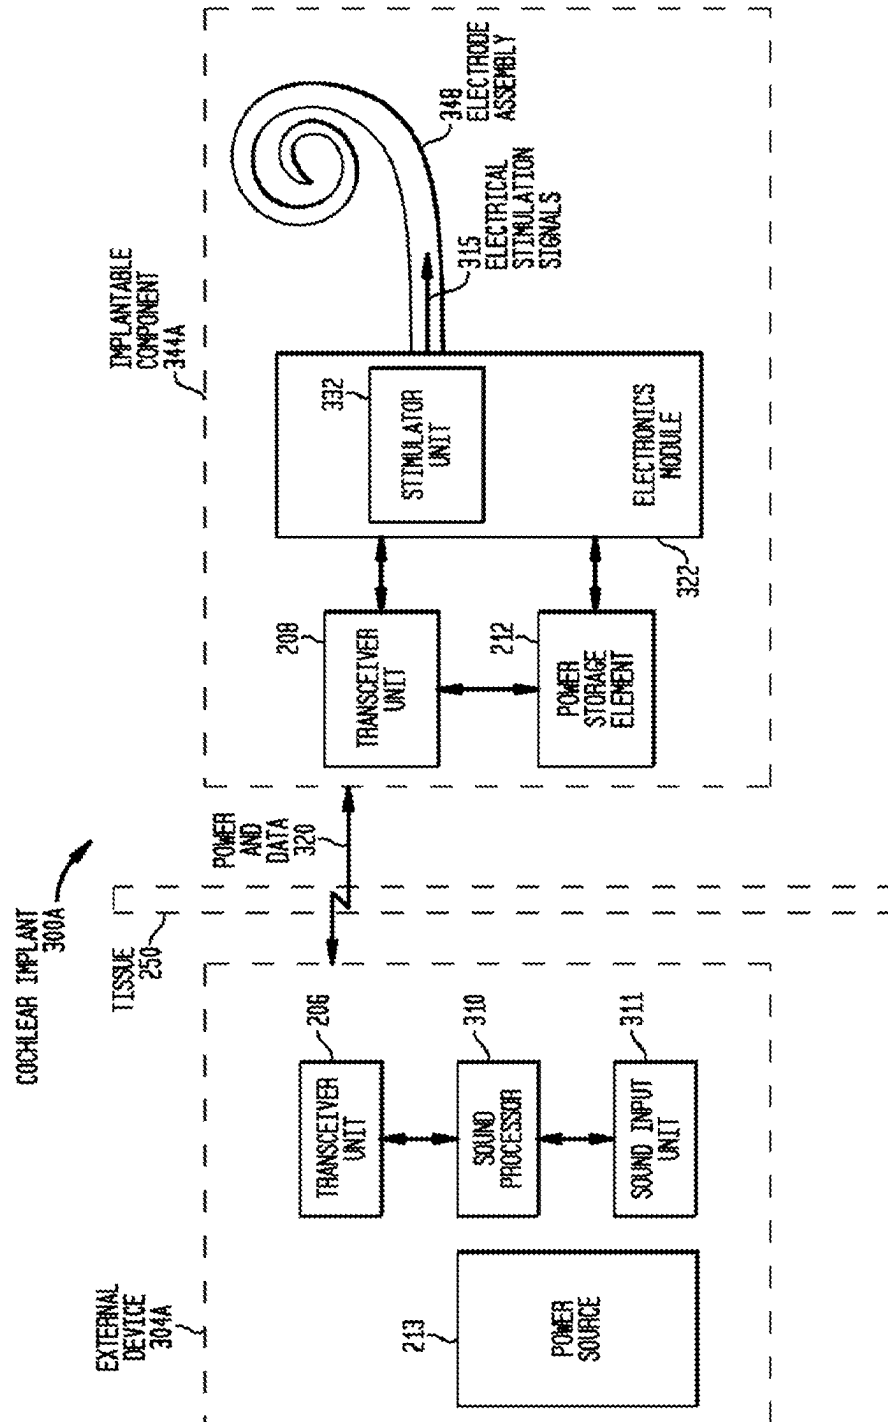 COCHLEAR IMPLANT
300A
EXTERNAL
DEVICE
304A
213
POWER
SOURCE
206
TRANSCEIVER
UNIT
310
SOUND
PROCESSOR
311
SOUND INPUT
UNIT
TISSUE
250
POWER
AND
DATA
320
IMPLANTABLE
COMPONENT
344A
208
TRANSCEIVER
UNIT
212
POWER
STORAGE
ELEMENT
332
STIMULATOR
UNIT
ELECTRONICS
MODULE
322
315
ELECTRICAL
STIMULATION
SIGNALS
348
ELECTRODE
ASSEMBLY